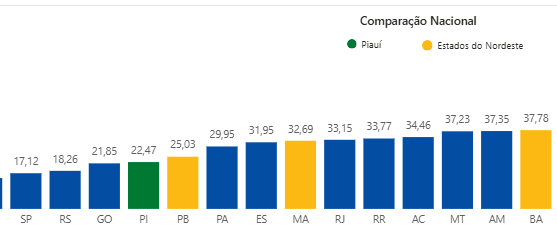 Comparação Nacional
Piauí Estados do Nordeste
17,12 18,26 21,85 22,47 25,03 29,95 31,95 32,69 33,15 33,77 34,46 37,23 37,35 37,78
SP RS GO PI PB PA ES MA RJ RR AC MT AM BA